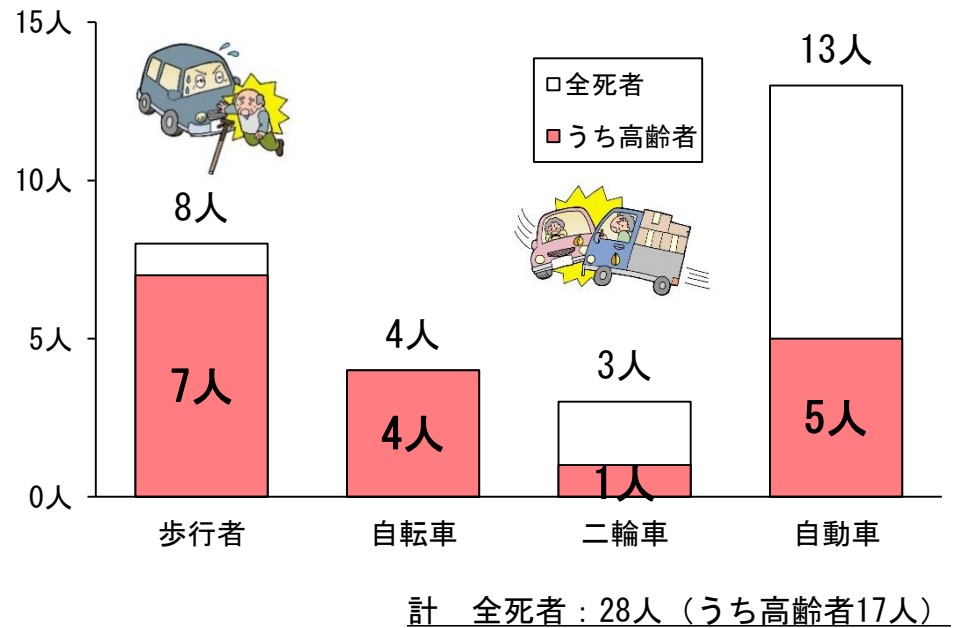 15人
10人
5人
0人
□全死者
■うち高齢者
8人
7人
4人
4人
3人
1人
13人
5人
歩行者
自転車
二輪車
自動車
計　全死者：28人（うち高齢者17人）